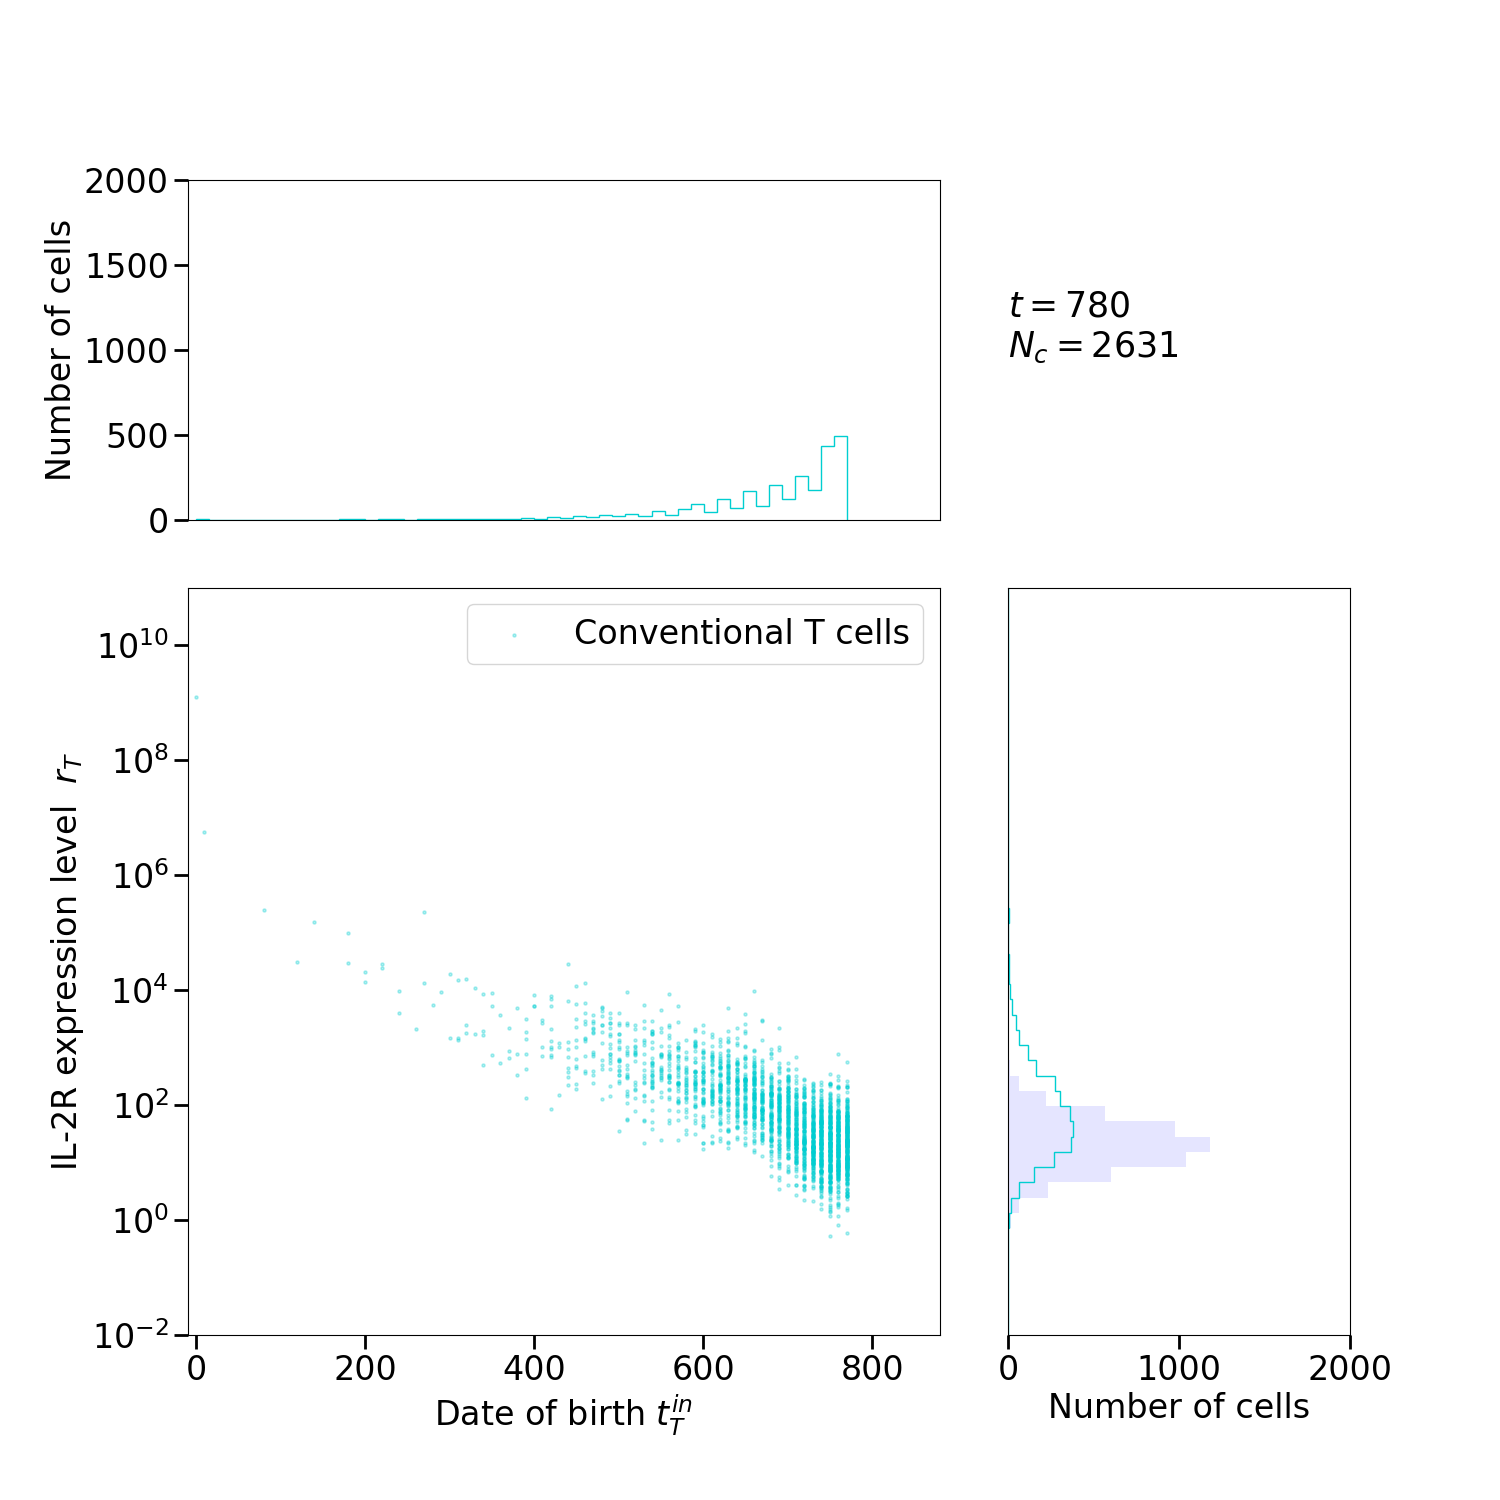 2000
1500
1000
500
0
Number of cells
t = 780
N_c = 2631
Conventional T cells
10^10
10^8
10^6
10^4
10^2
10^0
10^−2
IL-2R expression level r_T
0 200 400 600 800
Date of birth t_T^in
0 1000 2000
Number of cells